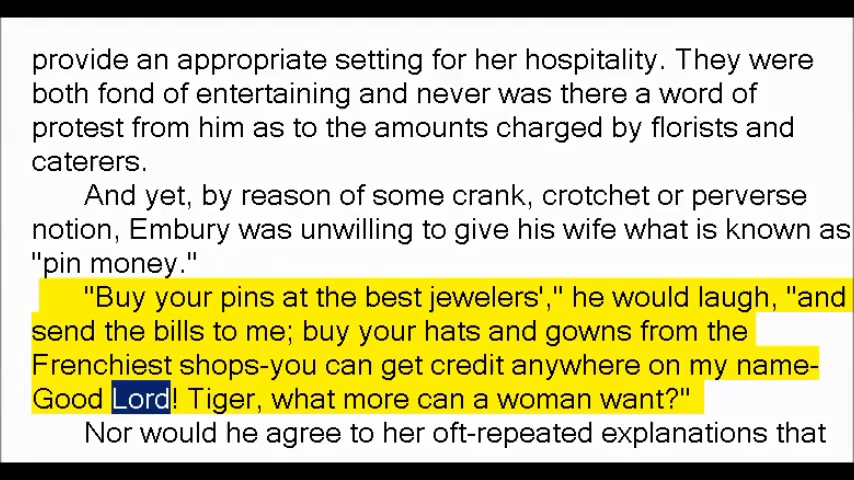 provide an appropriate setting for her hospitality. They were
both fond of entertaining and never was there a word of
protest from him as to the amounts charged by florists and
caterers.
And yet, by reason of some crank, crotchet or perverse
notion, Embury was unwilling to give his wife what is known as
"pin money."
"Buy your pins at the best jewelers'," he would laugh, "and
send the bills to me; buy your hats and gowns from the
Frenchiest shops-you can get credit anywhere on my name-
Good Lord! Tiger, what more can a woman want?"
Nor would he agree to her oft-repeated explanations that